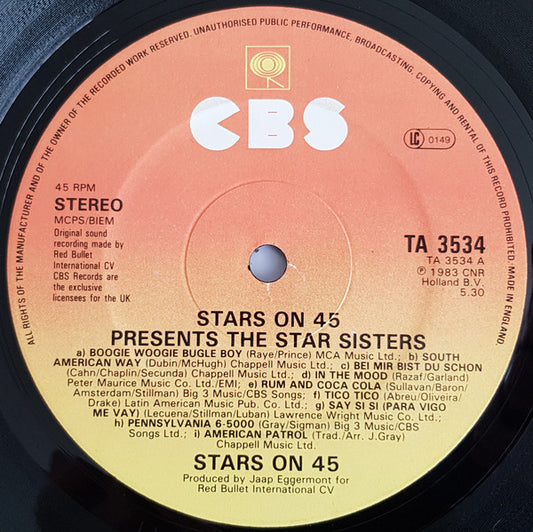 ALL RIGHTS OF THE MANUFACTURER AND OF THE OWNER OF THE RECORDED WORK RESERVED. UNAUTHORISED PUBLIC PERFORMANCE, BROADCASTING, COPYING AND RENTAL OF THIS RECORDING PROHIBITED·MADE IN ENGLAND
CBS
LC 0149
45 RPM
STEREO
MCPS/BIEM
Original sound
recording made by
Red Bullet
International CV
CBS Records are
the exclusive
licensees for the UK
TA 3534
TA 3534 A
℗ 1983 CNR
Holland B.V.
5.30
STARS ON 45
PRESENTS THE STAR SISTERS
a) BOOGIE WOOGIE BUGLE BOY (Raye/Prince) MCA Music Ltd.; b) SOUTH
AMERICAN WAY (Dubin/McHugh) Chappell Music Ltd.; c) BEI MIR BIST DU SCHON
(Cahn/Chaplin/Secunda) Chappell Music Ltd.; d) IN THE MOOD (Razaf/Garland)
Peter Maurice Music Co. Ltd./EMI; e) RUM AND COCA COLA (Sullavan/Baron/
Amsterdam/Stillman) Big 3 Music/CBS Songs; f) TICO TICO (Abreu/Oliveira/
Drake) Latin American Music Pub. Co. Ltd.; g) SAY SI SI (PARA VIGO
ME VAY) (Lecuena/Stillman/Luban) Lawrence Wright Music Co. Ltd.;
h) PENNSYLVANIA 6-5000 (Gray/Sigman) Big 3 Music/CBS
Songs Ltd.; i) AMERICAN PATROL (Trad./Arr. J.Gray)
Chappell Music Ltd.
STARS ON 45
Produced by Jaap Eggermont for
Red Bullet International CV